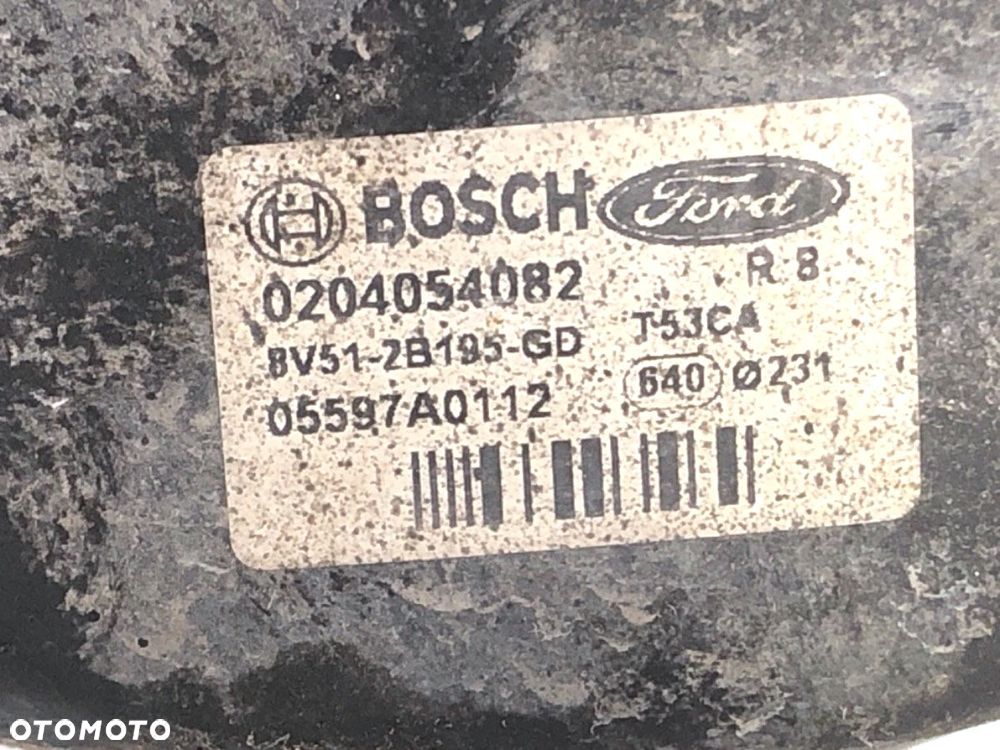 BOSCH Ford
0204054082 R 8
8V51-2B195-GD T53CA
05597A0112 640 Ø231
OTOMOTO